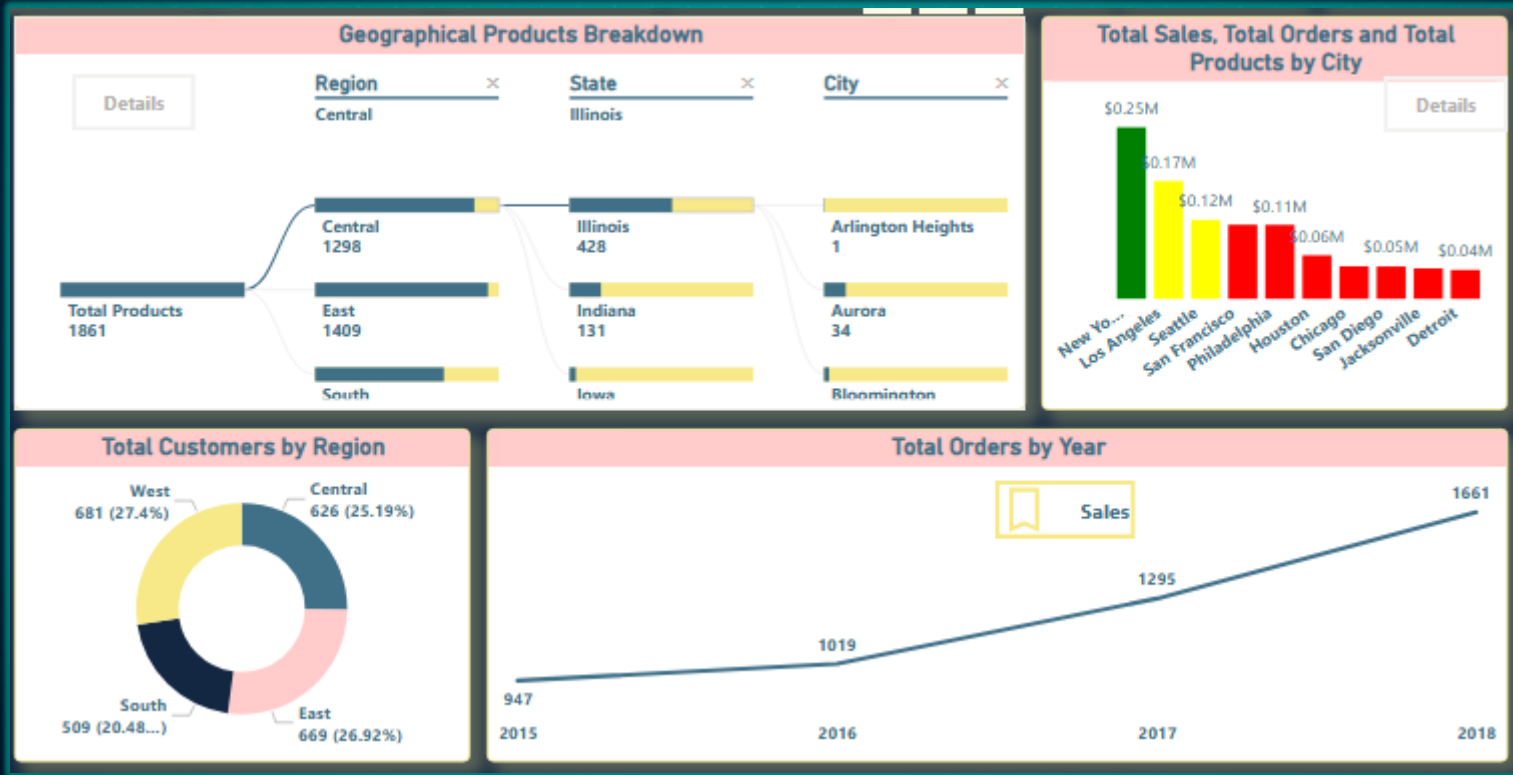 Geographical Products Breakdown
Details
Region ×
State ×
City ×
Central
Illinois
Total Products
1861
Central
1298
East
1409
South
Illinois
428
Indiana
131
Iowa
Arlington Heights
1
Aurora
34
Bloomington
Total Sales, Total Orders and Total
Products by City
Details
$0.25M
$0.17M
$0.12M
$0.11M
$0.06M
$0.05M
$0.04M
New Yo...
Los Angeles
Seattle
San Francisco
Philadelphia
Houston
Chicago
San Diego
Jacksonville
Detroit
Total Customers by Region
West
681 (27.4%)
Central
626 (25.19%)
South
509 (20.48...)
East
669 (26.92%)
Total Orders by Year
Sales
947
1019
1295
1661
2015
2016
2017
2018